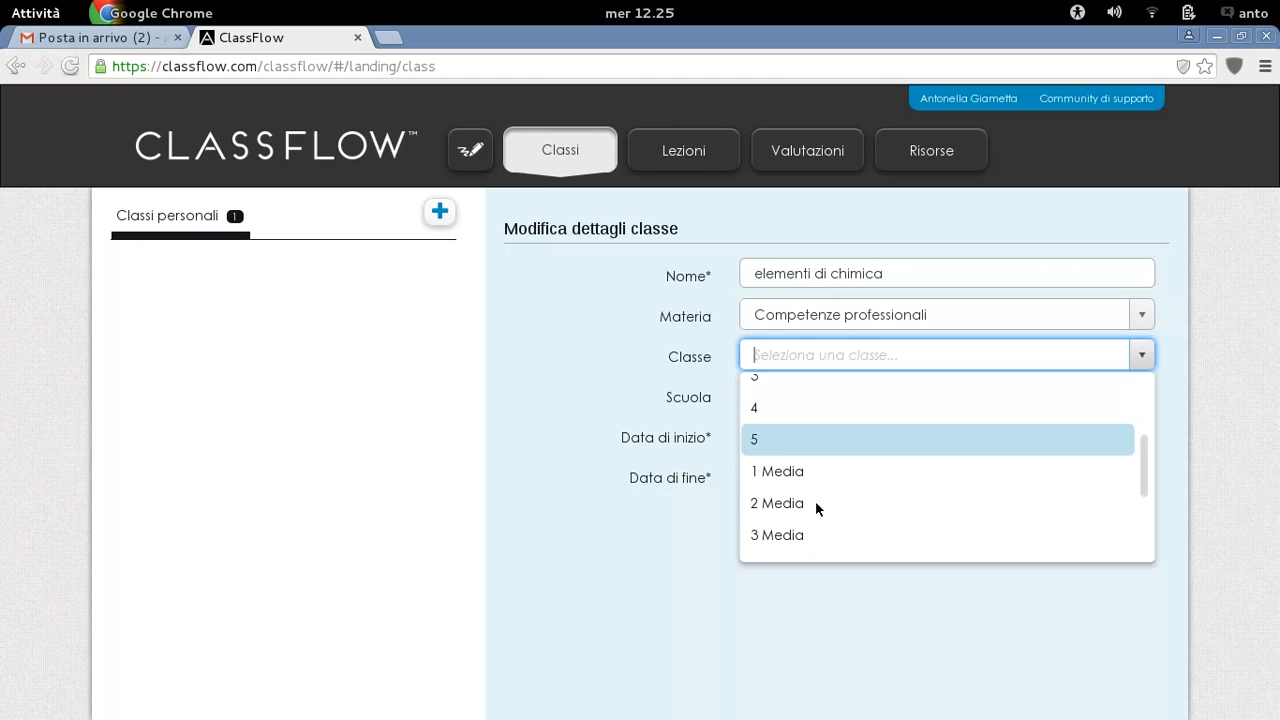 Attività
Google Chrome
mer 12.25
anto
Posta in arrivo (2) -
ClassFlow
https://classflow.com/classflow/#/landing/class
Antonella Giametta
Community di supporto
CLASSFLOW™
Classi
Lezioni
Valutazioni
Risorse
Classi personali 1
Modifica dettagli classe
Nome*
elementi di chimica
Materia
Competenze professionali
Classe
Seleziona una classe...
3
4
Scuola
Data di inizio*
5
1 Media
Data di fine*
2 Media
3 Media